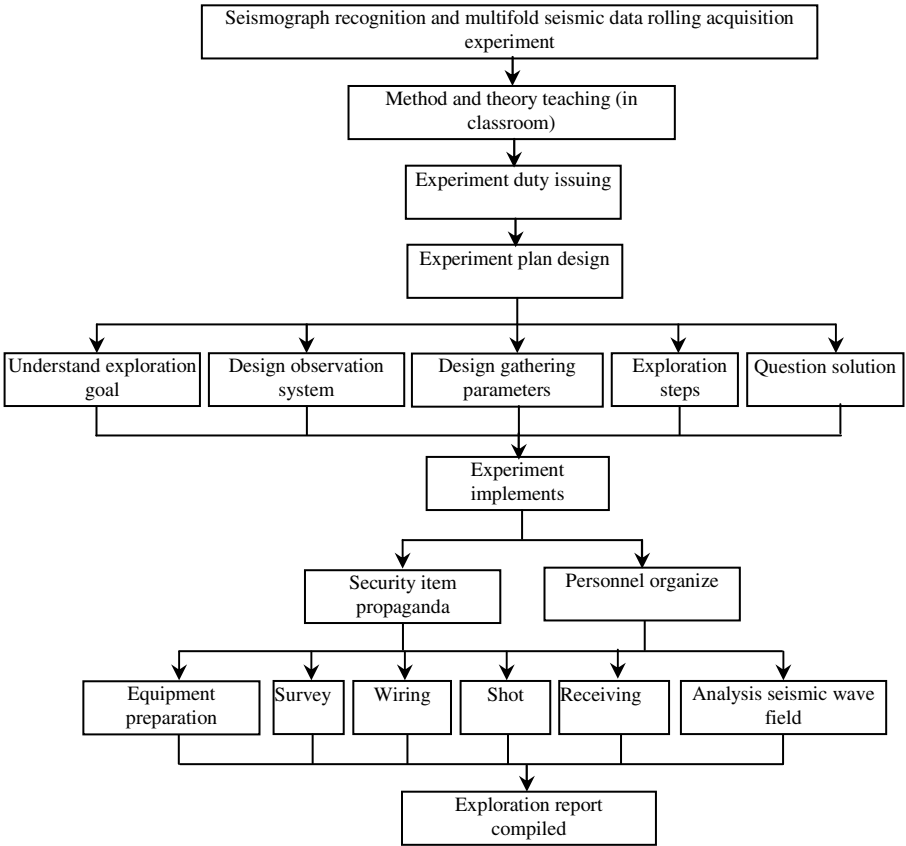 Seismograph recognition and multifold seismic data rolling acquisition
experiment
Method and theory teaching (in
classroom)
Experiment duty issuing
Experiment plan design
Understand exploration
goal
Design observation
system
Design gathering
parameters
Exploration
steps
Question solution
Experiment
implements
Security item
propaganda
Personnel organize
Equipment
preparation
Survey
Wiring
Shot
Receiving
Analysis seismic wave
field
Exploration report
compiled